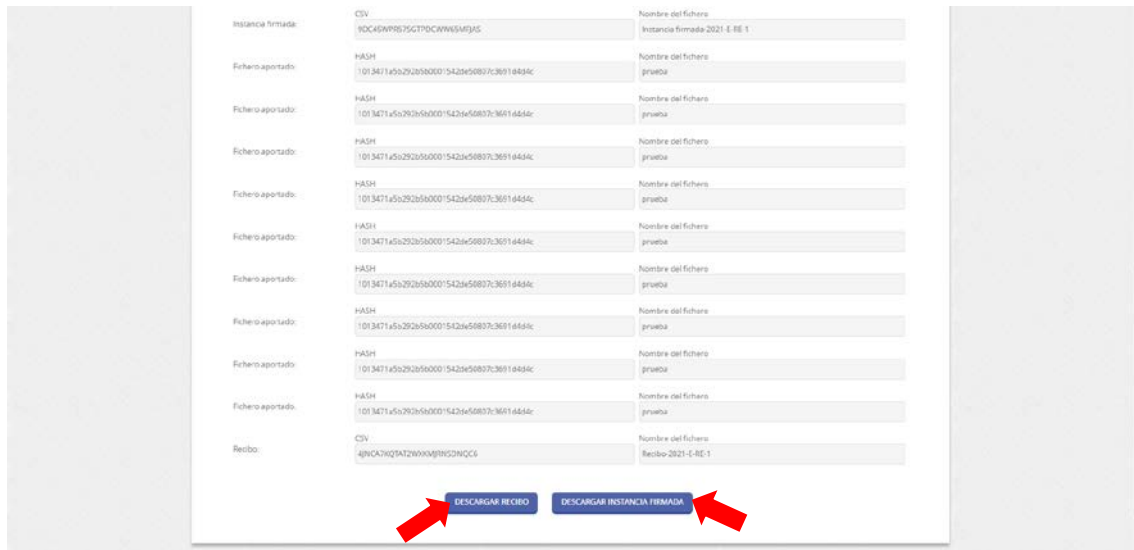 CSV Nombre del fichero
Instancia firmada: Instancia firmada-2021-E-RE-1
HASH Nombre del fichero
Fichero aportado: 1013471a5b292b5b0001542de50807c3691d4d4c prueba
HASH Nombre del fichero
Fichero aportado: 1013471a5b292b5b0001542de50807c3691d4d4c prueba
HASH Nombre del fichero
Fichero aportado: 1013471a5b292b5b0001542de50807c3691d4d4c prueba
HASH Nombre del fichero
Fichero aportado: 1013471a5b292b5b0001542de50807c3691d4d4c prueba
HASH Nombre del fichero
Fichero aportado: 1013471a5b292b5b0001542de50807c3691d4d4c prueba
HASH Nombre del fichero
Fichero aportado: 1013471a5b292b5b0001542de50807c3691d4d4c prueba
HASH Nombre del fichero
Fichero aportado: 1013471a5b292b5b0001542de50807c3691d4d4c prueba
HASH Nombre del fichero
Fichero aportado: 1013471a5b292b5b0001542de50807c3691d4d4c prueba
HASH Nombre del fichero
Fichero aportado: 1013471a5b292b5b0001542de50807c3691d4d4c prueba
CSV Nombre del fichero
Recibo: Recibo-2021-E-RE-1
DESCARGAR RECIBO DESCARGAR INSTANCIA FIRMADA